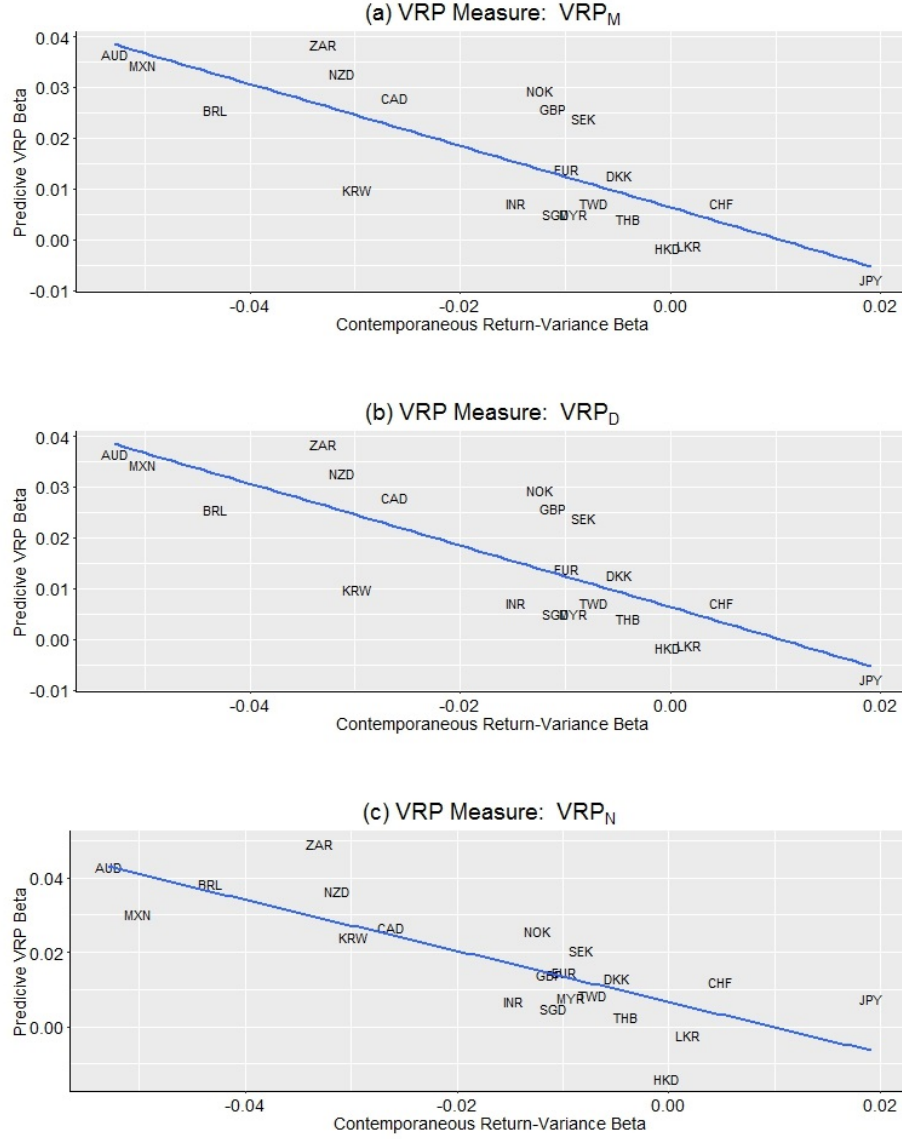 (a) VRP Measure: VRP_M
Predicive VRP Beta
0.04
0.03
0.02
0.01
0.00
-0.01
AUD
MXN
ZAR
NZD
BRL
CAD
NOK
GBP
SEK
KRW
EUR
DKK
INR
TWD
CHF
SGD
MYR
THB
HKD
LKR
JPY
-0.04
-0.02
0.00
0.02
Contemporaneous Return-Variance Beta
(b) VRP Measure: VRP_D
Predicive VRP Beta
0.04
0.03
0.02
0.01
0.00
-0.01
AUD
MXN
ZAR
NZD
BRL
CAD
NOK
GBP
SEK
KRW
EUR
DKK
INR
TWD
CHF
SGD
MYR
THB
HKD
LKR
JPY
-0.04
-0.02
0.00
0.02
Contemporaneous Return-Variance Beta
(c) VRP Measure: VRP_N
Predicive VRP Beta
0.04
0.02
0.00
ZAR
AUD
BRL
NZD
MXN
CAD
KRW
NOK
SEK
GBP
EUR
DKK
CHF
INR
MYR
TWD
JPY
SGD
THB
LKR
HKD
-0.04
-0.02
0.00
0.02
Contemporaneous Return-Variance Beta